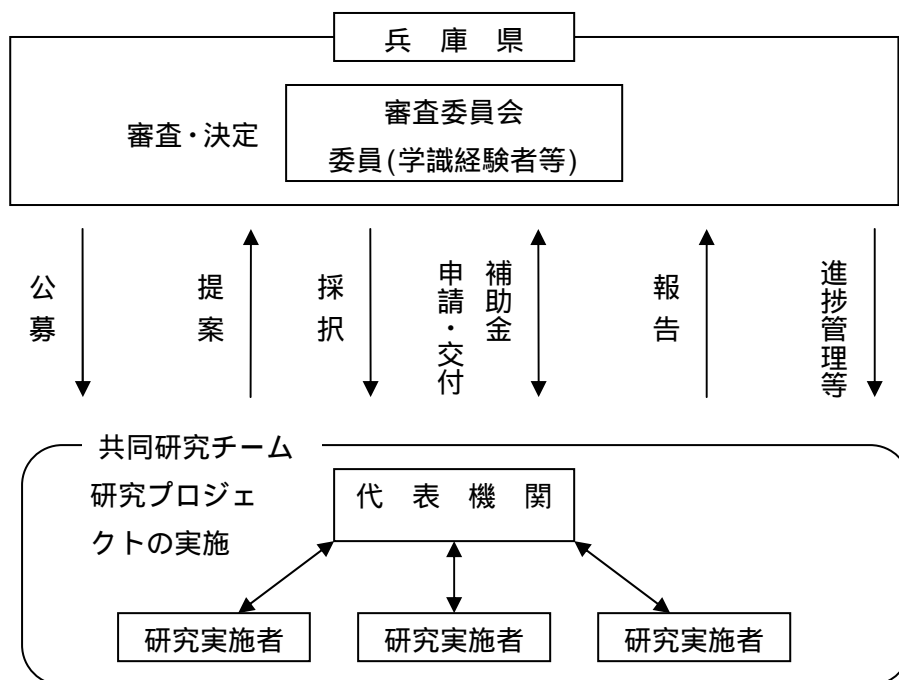 兵庫県
審査・決定
審査委員会
委員(学識経験者等)
公募
提案
採択
補助金
申請・交付
報告
進捗管理等
共同研究チーム
研究プロジェ
クトの実施
代表機関
研究実施者
研究実施者
研究実施者